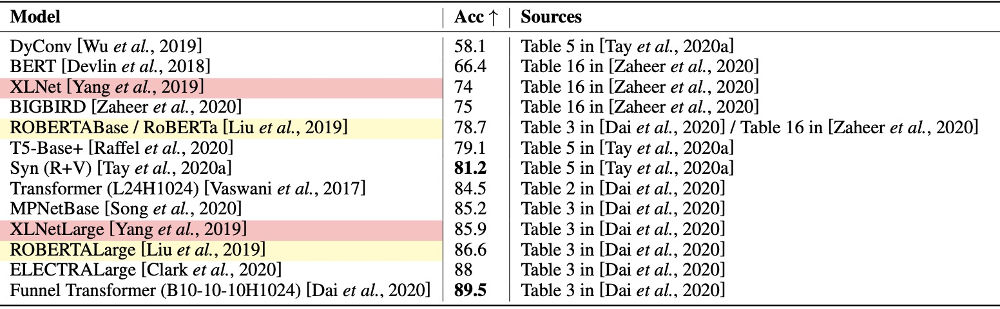 Model Acc ↑ Sources
DyConv [Wu et al., 2019] 58.1 Table 5 in [Tay et al., 2020a]
BERT [Devlin et al., 2018] 66.4 Table 16 in [Zaheer et al., 2020]
XLNet [Yang et al., 2019] 74 Table 16 in [Zaheer et al., 2020]
BIGBIRD [Zaheer et al., 2020] 75 Table 16 in [Zaheer et al., 2020]
ROBERTABase / RoBERTa [Liu et al., 2019] 78.7 Table 3 in [Dai et al., 2020] / Table 16 in [Zaheer et al., 2020]
T5-Base+ [Raffel et al., 2020] 79.1 Table 5 in [Tay et al., 2020a]
Syn (R+V) [Tay et al., 2020a] 81.2 Table 5 in [Tay et al., 2020a]
Transformer (L24H1024) [Vaswani et al., 2017] 84.5 Table 2 in [Dai et al., 2020]
MPNetBase [Song et al., 2020] 85.2 Table 3 in [Dai et al., 2020]
XLNetLarge [Yang et al., 2019] 85.9 Table 3 in [Dai et al., 2020]
ROBERTALarge [Liu et al., 2019] 86.6 Table 3 in [Dai et al., 2020]
ELECTRALarge [Clark et al., 2020] 88 Table 3 in [Dai et al., 2020]
Funnel Transformer (B10-10-10H1024) [Dai et al., 2020] 89.5 Table 3 in [Dai et al., 2020]